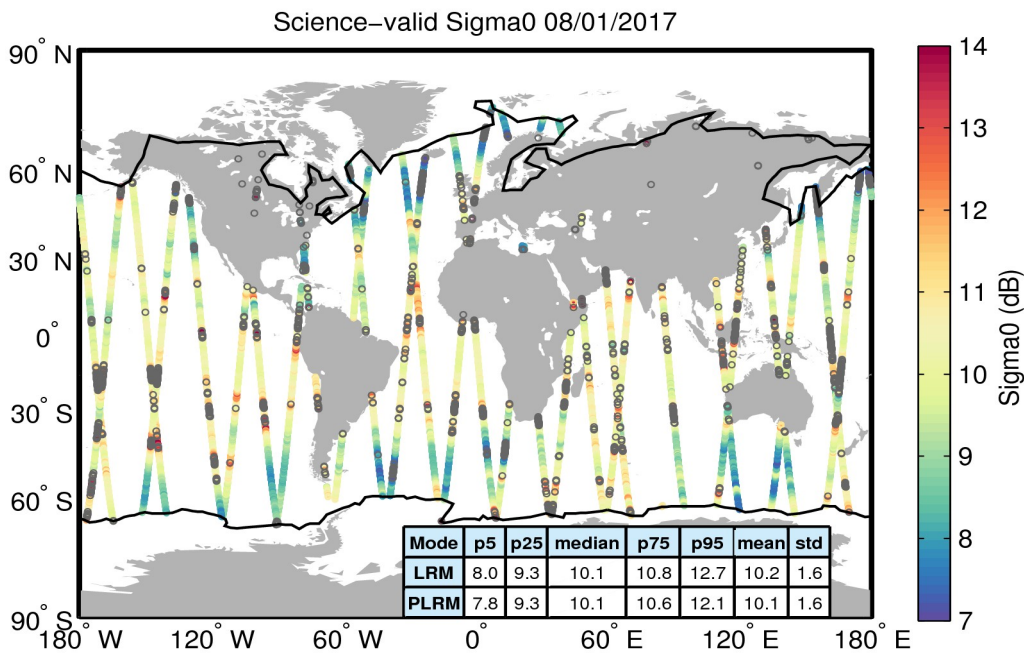 Science−valid Sigma0 08/01/2017
90° N
60° N
30° N
0°
30° S
60° S
90° S
180° W
120° W
60° W
0°
60° E
120° E
180° E
Mode p5 p25 median p75 p95 mean std
LRM 8.0 9.3 10.1 10.8 12.7 10.2 1.6
PLRM 7.8 9.3 10.1 10.6 12.1 10.1 1.6
14
13
12
11
10
9
8
7
Sigma0 (dB)